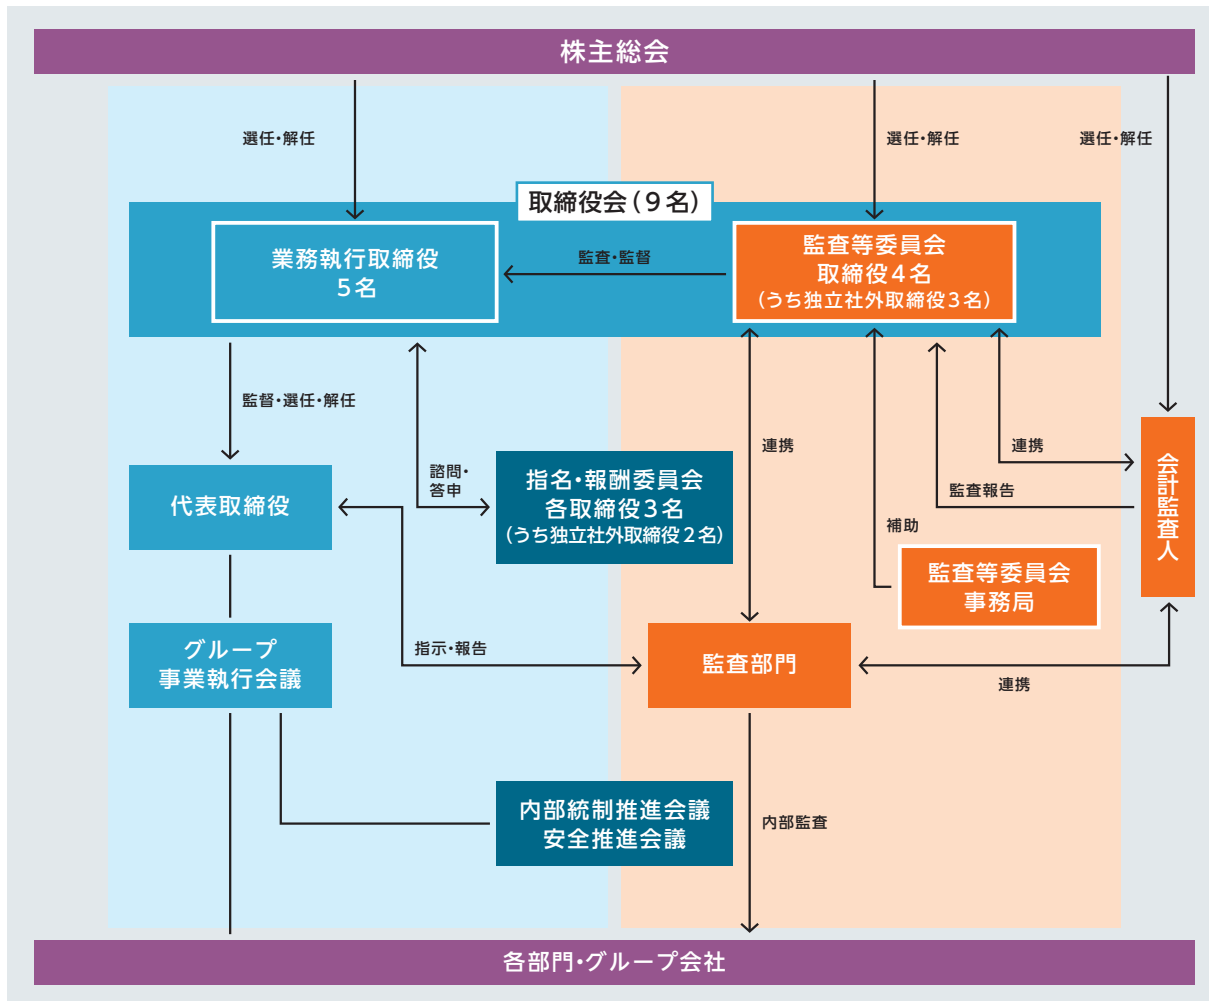 株主総会
選任・解任
選任・解任
選任・解任
取締役会（9名）
業務執行取締役
5名
監査・監督
監査等委員会
取締役4名
（うち独立社外取締役3名）
監督・選任・解任
諮問・
答申
連携
連携
監査報告
補助
代表取締役
指名・報酬委員会
各取締役3名
（うち独立社外取締役2名）
会計監査人
監査等委員会
事務局
グループ
事業執行会議
指示・報告
監査部門
連携
内部統制推進会議
安全推進会議
内部監査
各部門・グループ会社